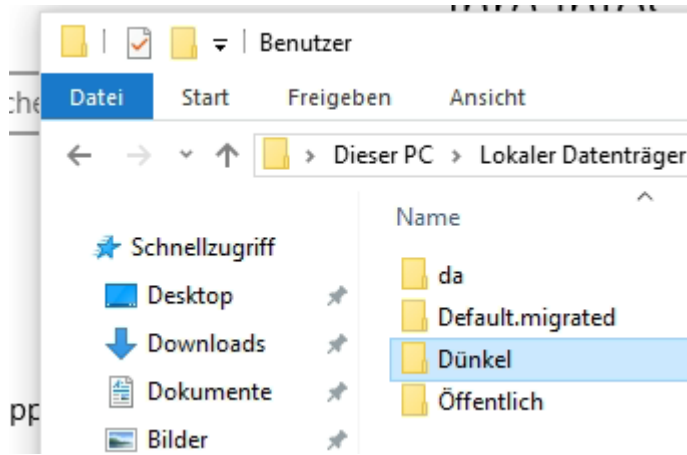 Benutzer
Datei Start Freigeben Ansicht
Dieser PC > Lokaler Datenträger
Name
Schnellzugriff
Desktop
Downloads
Dokumente
Bilder
da
Default.migrated
Dünkel
Öffentlich